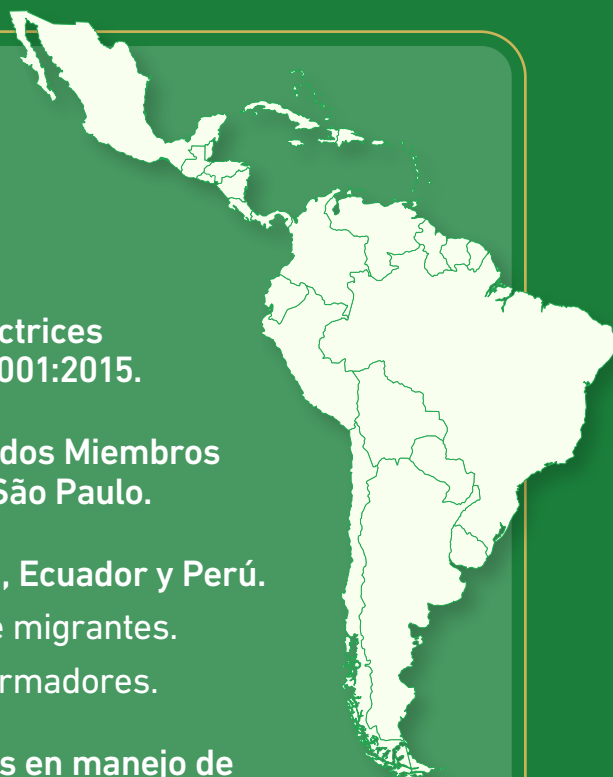 ctrices
001:2015.
dos Miembros
São Paulo.
, Ecuador y Perú.
e migrantes.
rmadores.
s en manejo de